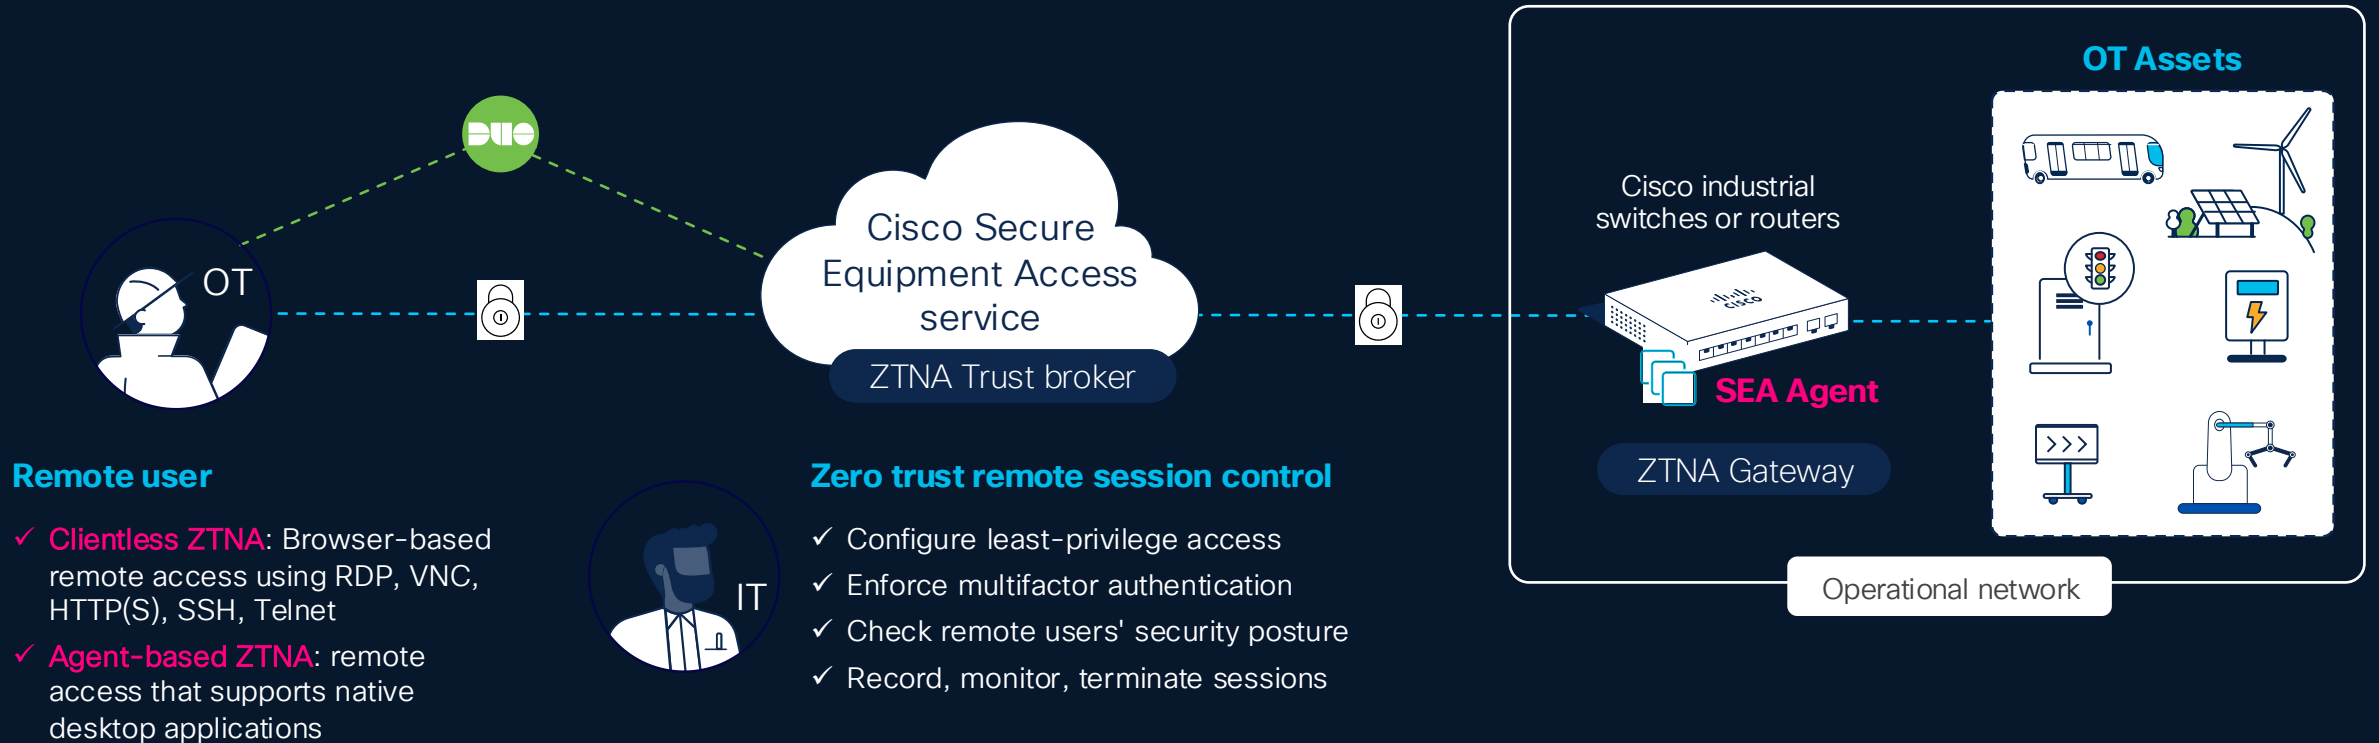 DUO
OT
Cisco Secure
Equipment Access
service
ZTNA Trust broker
Cisco industrial
switches or routers
CISCO
SEA Agent
ZTNA Gateway
OT Assets
>>>
Operational network
Remote user
✓ Clientless ZTNA: Browser-based
remote access using RDP, VNC,
HTTP(S), SSH, Telnet
✓ Agent-based ZTNA: remote
access that supports native
desktop applications
IT
Zero trust remote session control
✓ Configure least-privilege access
✓ Enforce multifactor authentication
✓ Check remote users' security posture
✓ Record, monitor, terminate sessions